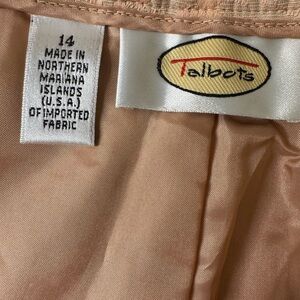 14
MADE IN
NORTHERN
MARIANA
ISLANDS
(U.S.A.)
OF IMPORTED
FABRIC
Talbots